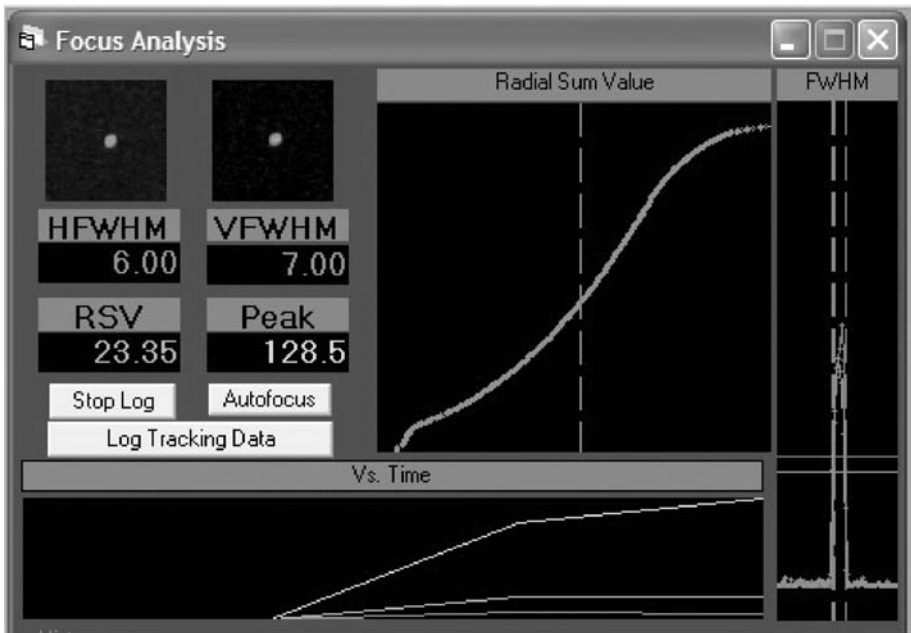 Focus Analysis
Radial Sum Value
FWHM
HFWHM
VFWHM
6.00
7.00
RSV
Peak
23.35
128.5
Stop Log
Autofocus
Log Tracking Data
Vs. Time